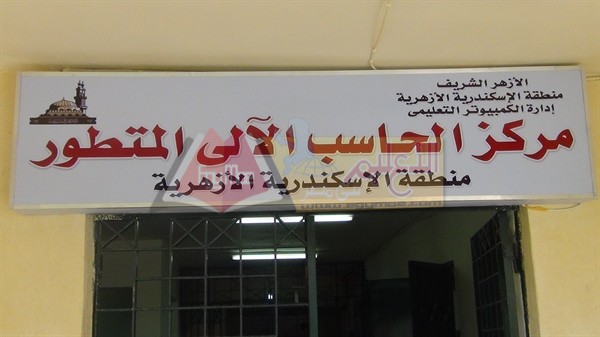 الأزهر الشريف
منطقة الإسكندرية الأزهرية
إدارة الكمبيوتر التعليمى
مركز الحاسب الآلى المتطور
منطقة الإسكندرية الأزهرية